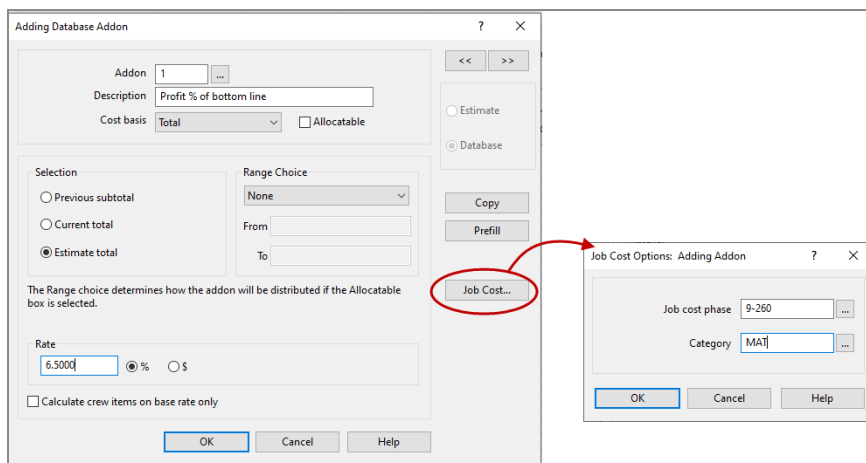 Adding Database Addon ? ×
Addon 1 ...
<< >>
Description Profit % of bottom line
Cost basis Total Allocatable
Estimate
Database
Selection
Previous subtotal
Current total
Estimate total
Range Choice
None
From
To
Copy
Prefill
Job Cost...
The Range choice determines how the addon will be distributed if the Allocatable
box is selected.
Rate
6.5000 % $
Calculate crew items on base rate only
OK Cancel Help
Job Cost Options: Adding Addon ? ×
Job cost phase 9-260 ...
Category MAT ...
OK Cancel Help